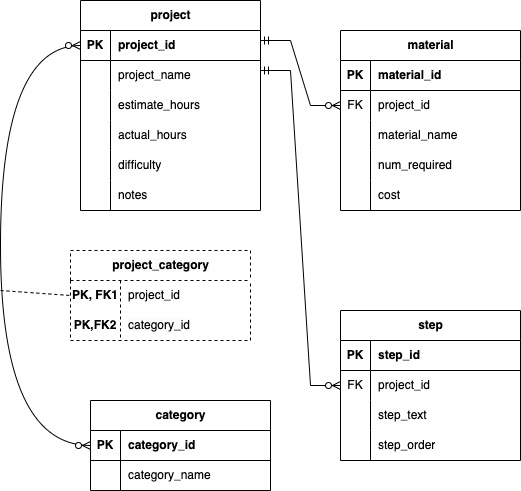 project
PK project_id
project_name
estimate_hours
actual_hours
difficulty
notes
material
PK material_id
FK project_id
material_name
num_required
cost
project_category
PK, FK1 project_id
PK,FK2 category_id
step
PK step_id
FK project_id
step_text
step_order
category
PK category_id
category_name